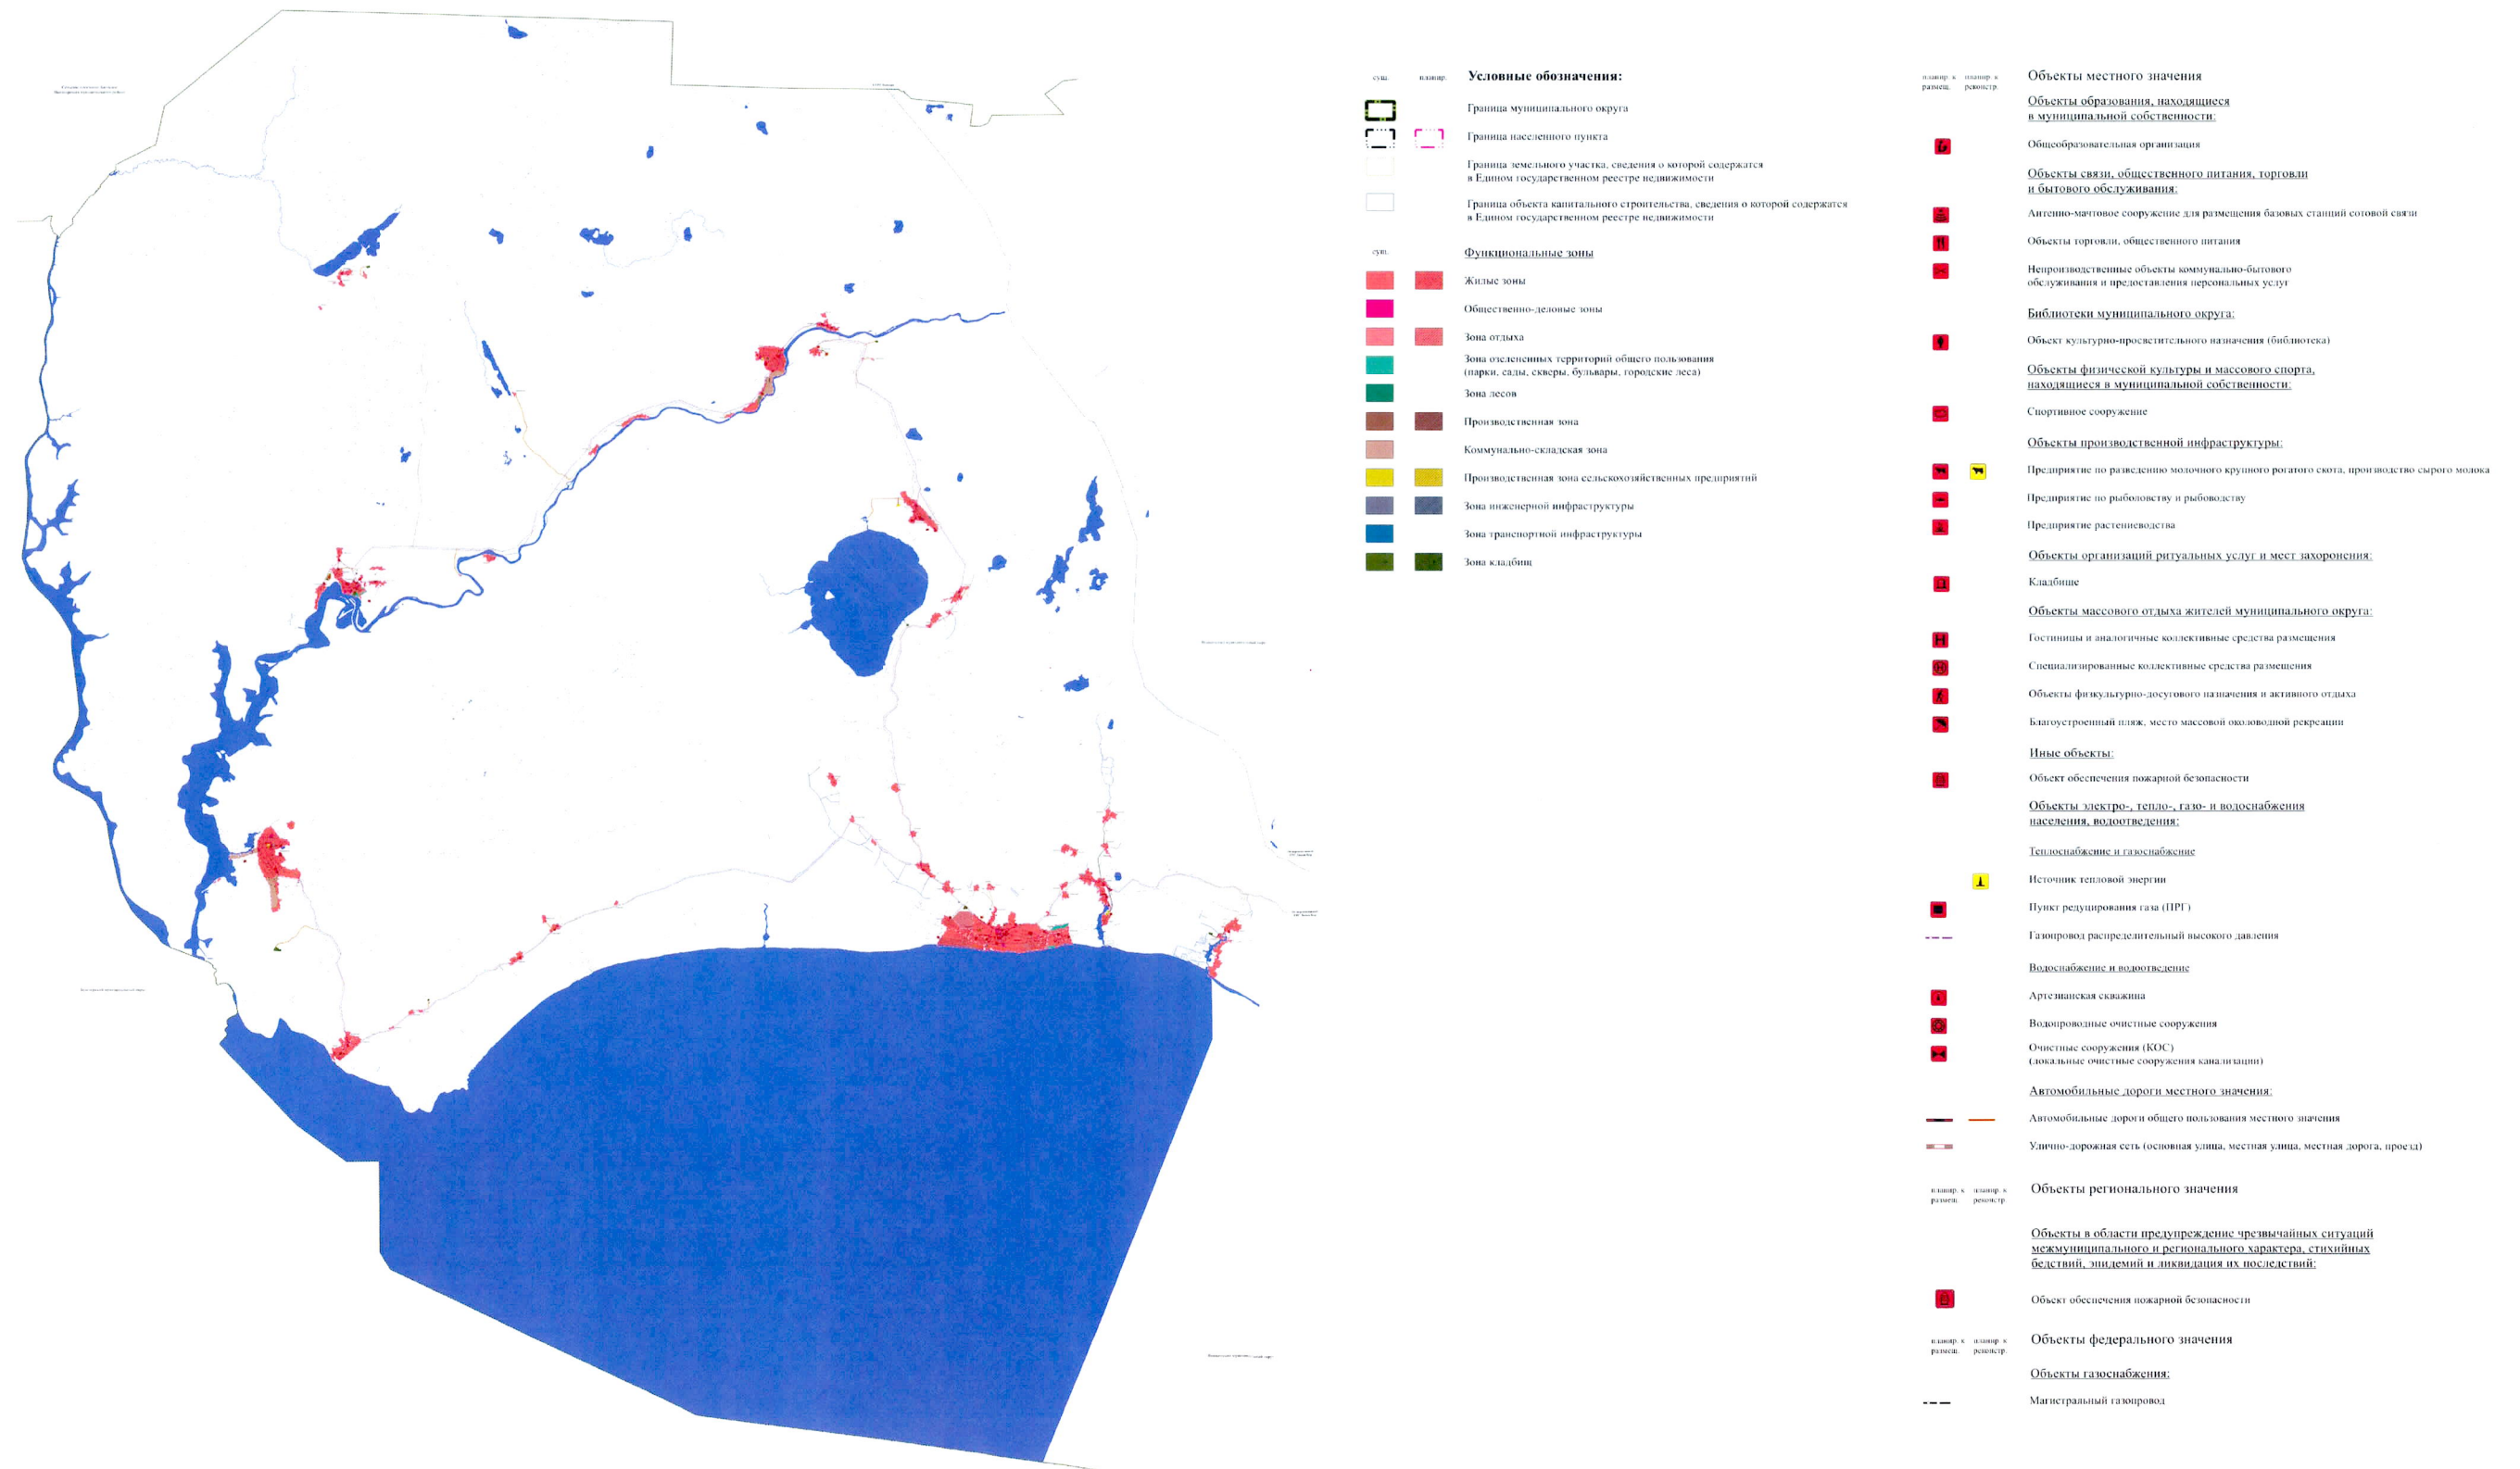 сущ. планир. Условные обозначения:
Граница муниципального округа
Граница населенного пункта
Граница земельного участка, сведения о которой содержатся
в Едином государственном реестре недвижимости
Граница объекта капитального строительства, сведения о которой содержатся
в Едином государственном реестре недвижимости
сущ. Функциональные зоны
Жилые зоны
Общественно-деловые зоны
Зона отдыха
Зона озелененных территорий общего пользования
(парки, сады, скверы, бульвары, городские леса)
Зона лесов
Производственная зона
Коммунально-складская зона
Производственная зона сельскохозяйственных предприятий
Зона инженерной инфраструктуры
Зона транспортной инфраструктуры
Зона кладбищ
планир. к планир. к Объекты местного значения
размещ. реконстр.
Объекты образования, находящиеся
в муниципальной собственности:
Общеобразовательная организация
Объекты связи, общественного питания, торговли
и бытового обслуживания:
Антенно-мачтовое сооружение для размещения базовых станций сотовой связи
Объекты торговли, общественного питания
Непроизводственные объекты коммунально-бытового
обслуживания и предоставления персональных услуг
Библиотеки муниципального округа:
Объект культурно-просветительного назначения (библиотека)
Объекты физической культуры и массового спорта,
находящиеся в муниципальной собственности:
Спортивное сооружение
Объекты производственной инфраструктуры:
Предприятие по разведению молочного крупного рогатого скота, производство сырого молока
Предприятие по рыболовству и рыбоводству
Предприятие растениеводства
Объекты организаций ритуальных услуг и мест захоронения:
Кладбище
Объекты массового отдыха жителей муниципального округа:
Гостиницы и аналогичные коллективные средства размещения
Специализированные коллективные средства размещения
Объекты физкультурно-досугового назначения и активного отдыха
Благоустроенный пляж, место массовой околоводной рекреации
Иные объекты:
Объект обеспечения пожарной безопасности
Объекты электро-, тепло-, газо- и водоснабжения
населения, водоотведения:
Теплоснабжение и газоснабжение
Источник тепловой энергии
Пункт редуцирования газа (ПРГ)
Газопровод распределительный высокого давления
Водоснабжение и водоотведение
Артезианская скважина
Водопроводные очистные сооружения
Очистные сооружения (КОС)
(локальные очистные сооружения канализации)
Автомобильные дороги местного значения:
Автомобильные дороги общего пользования местного значения
Улично-дорожная сеть (основная улица, местная улица, местная дорога, проезд)
планир. к планир. к Объекты регионального значения
размещ. реконстр.
Объекты в области предупреждение чрезвычайных ситуаций
межмуниципального и регионального характера, стихийных
бедствий, эпидемий и ликвидация их последствий:
Объект обеспечения пожарной безопасности
планир. к планир. к Объекты федерального значения
размещ. реконстр.
Объекты газоснабжения:
Магистральный газопровод